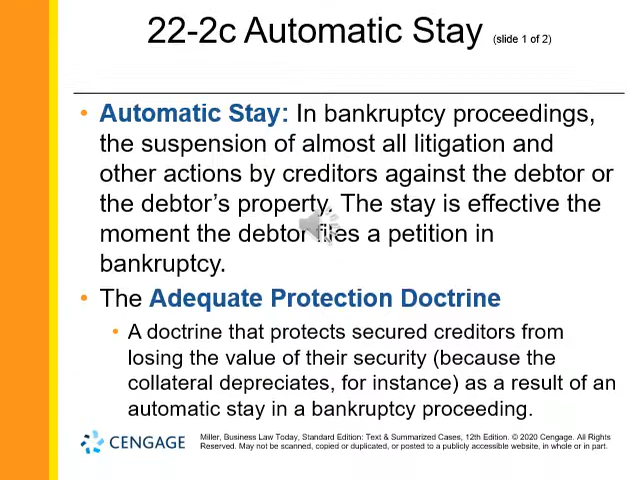 22-2c Automatic Stay (slide 1 of 2)
• Automatic Stay: In bankruptcy proceedings,
the suspension of almost all litigation and
other actions by creditors against the debtor or
the debtor's property. The stay is effective the
moment the debtor files a petition in
bankruptcy.
• The Adequate Protection Doctrine
• A doctrine that protects secured creditors from
losing the value of their security (because the
collateral depreciates, for instance) as a result of an
automatic stay in a bankruptcy proceeding.
CENGAGE
Miller, Business Law Today, Standard Edition: Text & Summarized Cases, 12th Edition. © 2020 Cengage. All Rights
Reserved. May not be scanned, copied or duplicated, or posted to a publicly accessible website, in whole or in part.